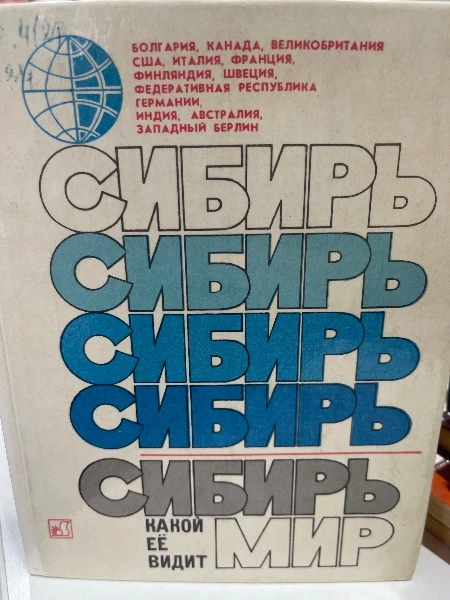 БОЛГАРИЯ, КАНАДА, ВЕЛИКОБРИТАНИЯ
США, ИТАЛИЯ, ФРАНЦИЯ,
ФИНЛЯНДИЯ, ШВЕЦИЯ,
ФЕДЕРАТИВНАЯ РЕСПУБЛИКА
ГЕРМАНИИ,
ИНДИЯ, АВСТРАЛИЯ,
ЗАПАДНЫЙ БЕРЛИН
СИБИРЬ
СИБИРЬ
СИБИРЬ
СИБИРЬ
СИБИРЬ
КАКОЙ
ЕЁ
ВИДИТ
МИР